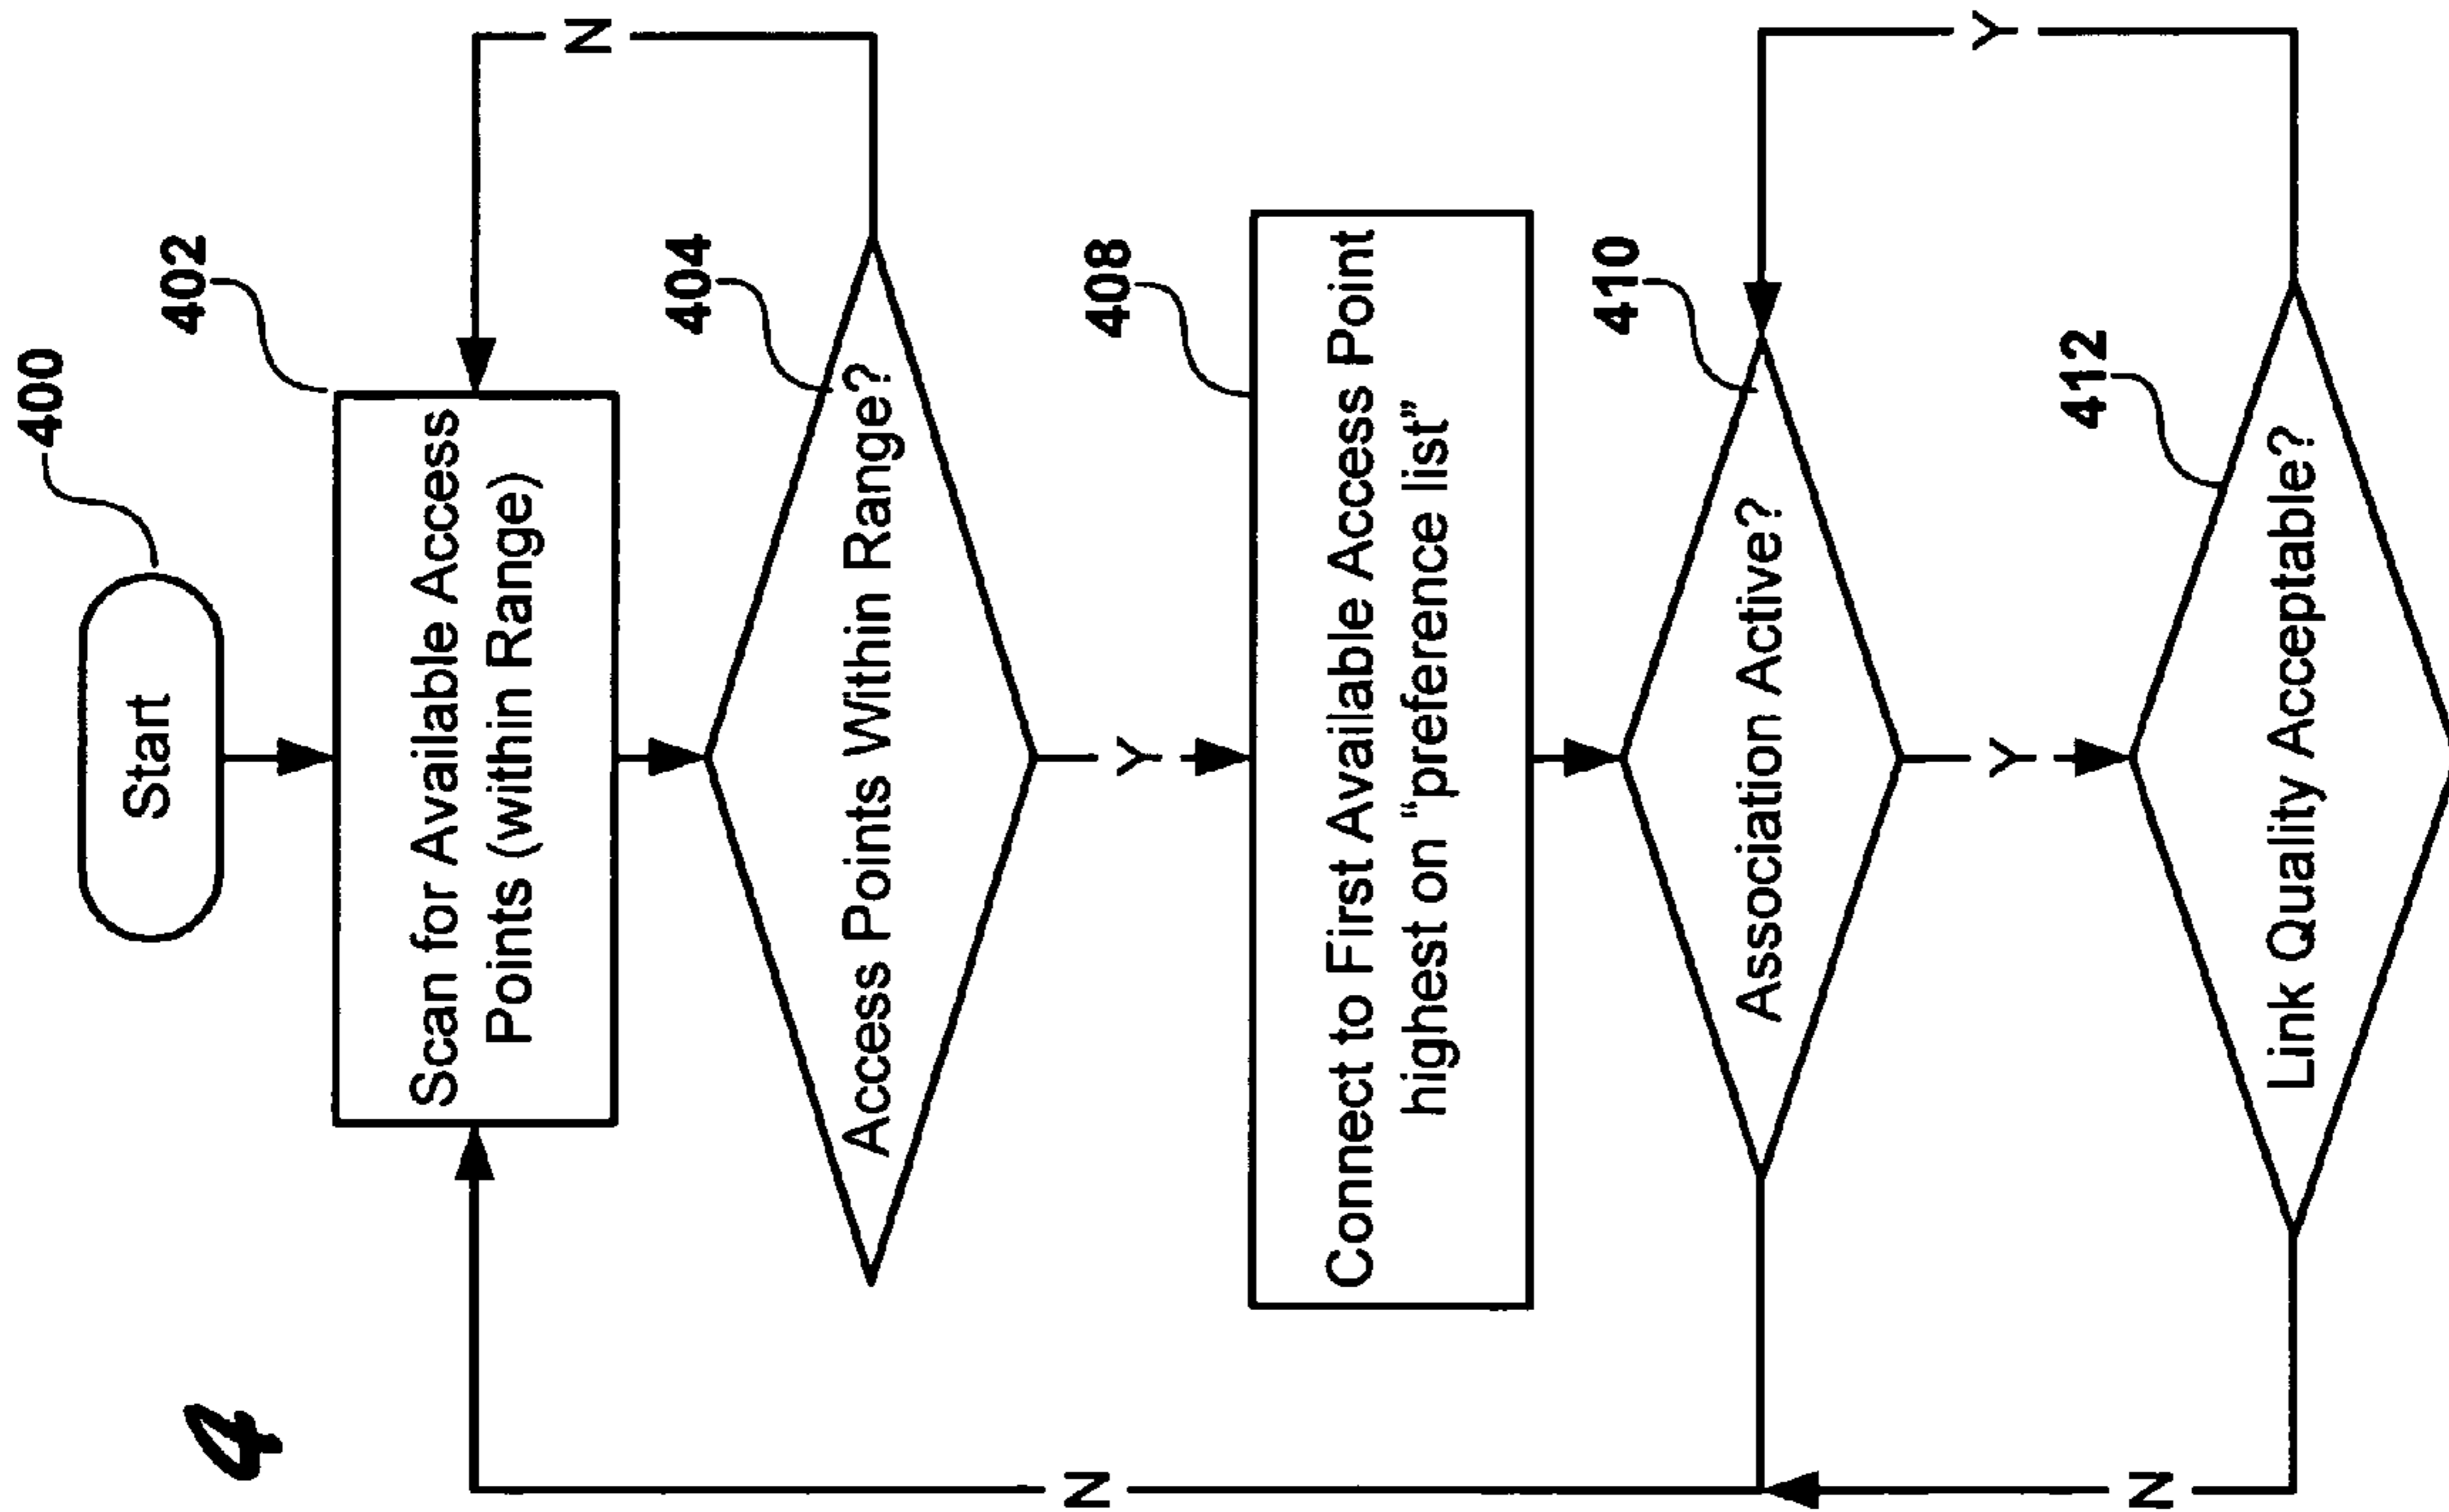 4
400
Start
402
Scan for Available Access
Points (within Range)
N
404
Access Points Within Range?
Y
408
Connect to First Available Access Point
highest on "preference list"
N
410
Association Active?
Y
Y
412
Link Quality Acceptable?
N